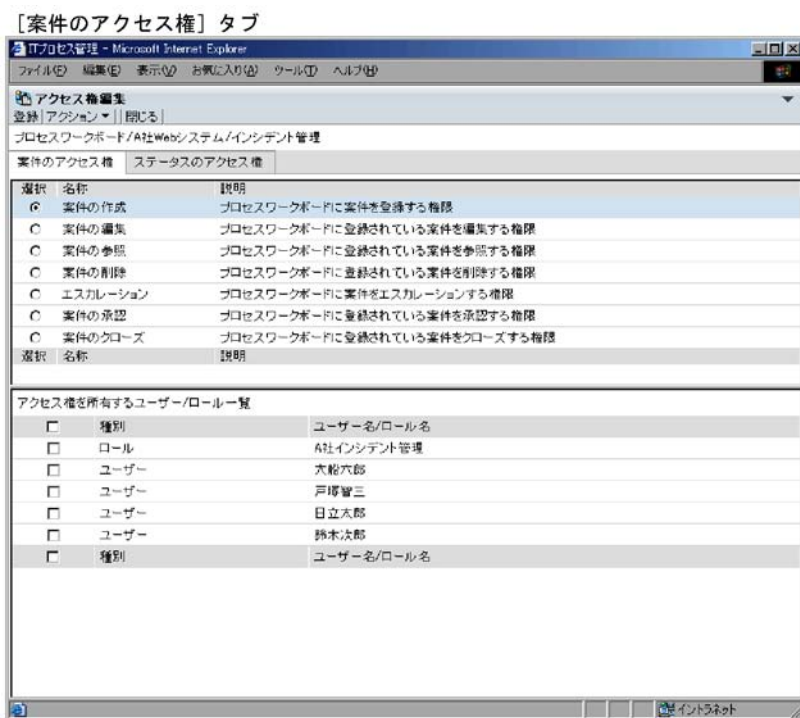 [案件のアクセス権] タブ
ITプロセス管理 - Microsoft Internet Explorer
ファイル(F) 編集(E) 表示(V) お気に入り(A) ツール(T) ヘルプ(H)
アクセス権編集
登録 | アクション▼ | | 閉じる |
プロセスワークボード/A社Webシステム/インシデント管理
案件のアクセス権 ステータスのアクセス権
選択 名称 説明
案件の作成 プロセスワークボードに案件を登録する権限
案件の編集 プロセスワークボードに登録されている案件を編集する権限
案件の参照 プロセスワークボードに登録されている案件を参照する権限
案件の削除 プロセスワークボードに登録されている案件を削除する権限
エスカレーション プロセスワークボードに案件をエスカレーションする権限
案件の承認 プロセスワークボードに登録されている案件を承認する権限
案件のクローズ プロセスワークボードに登録されている案件をクローズする権限
選択 名称 説明
アクセス権を所有するユーザー/ロール一覧
種別 ユーザー名/ロール名
ロール A社インシデント管理
ユーザー 大船六郎
ユーザー 戸塚智三
ユーザー 日立太郎
ユーザー 鈴木次郎
種別 ユーザー名/ロール名
イントラネット